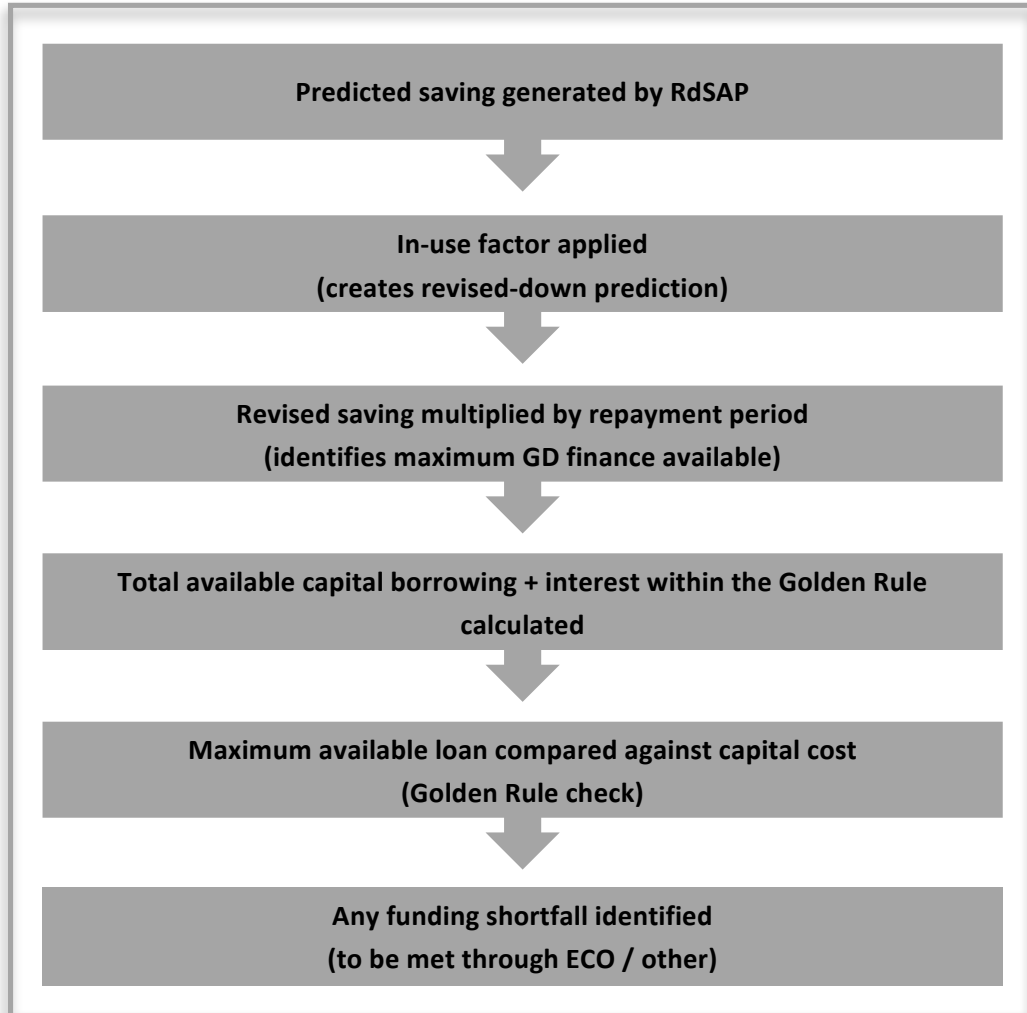 Predicted saving generated by RdSAP
In-use factor applied
(creates revised-down prediction)
Revised saving multiplied by repayment period
(identifies maximum GD finance available)
Total available capital borrowing + interest within the Golden Rule
calculated
Maximum available loan compared against capital cost
(Golden Rule check)
Any funding shortfall identified
(to be met through ECO / other)